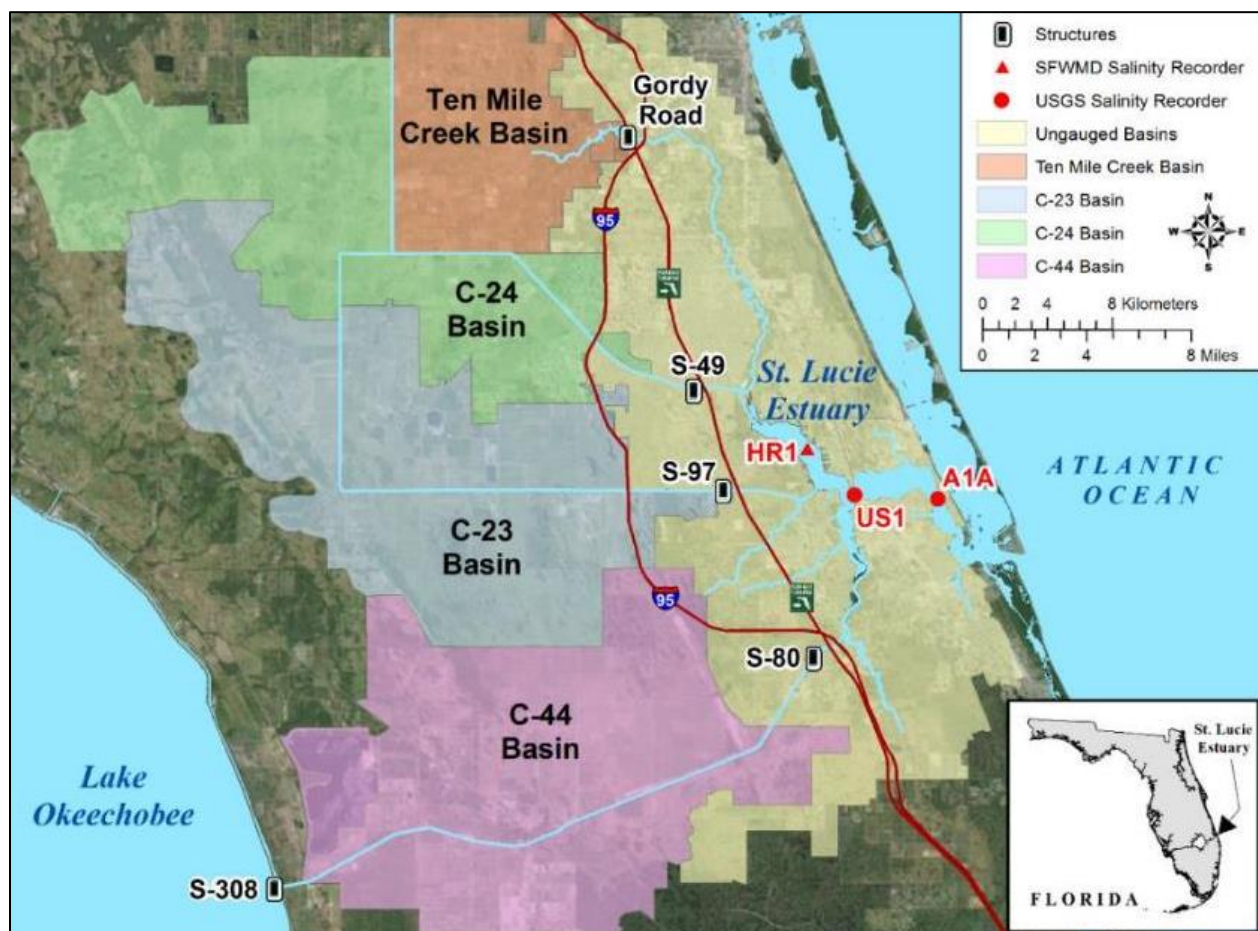 Structures
SFWMD Salinity Recorder
USGS Salinity Recorder
Ungauged Basins
Ten Mile Creek Basin
C-23 Basin
C-24 Basin
C-44 Basin
N
W E
S
0 2 4 8 Kilometers
0 2 4 8 Miles
Ten Mile
Creek Basin
Gordy
Road
95
C-24
Basin
S-49
St. Lucie
Estuary
HR1
S-97
A1A
US1
ATLANTIC
OCEAN
C-23
Basin
95
S-80
C-44
Basin
Lake
Okeechobee
S-308
St. Lucie
Estuary
FLORIDA